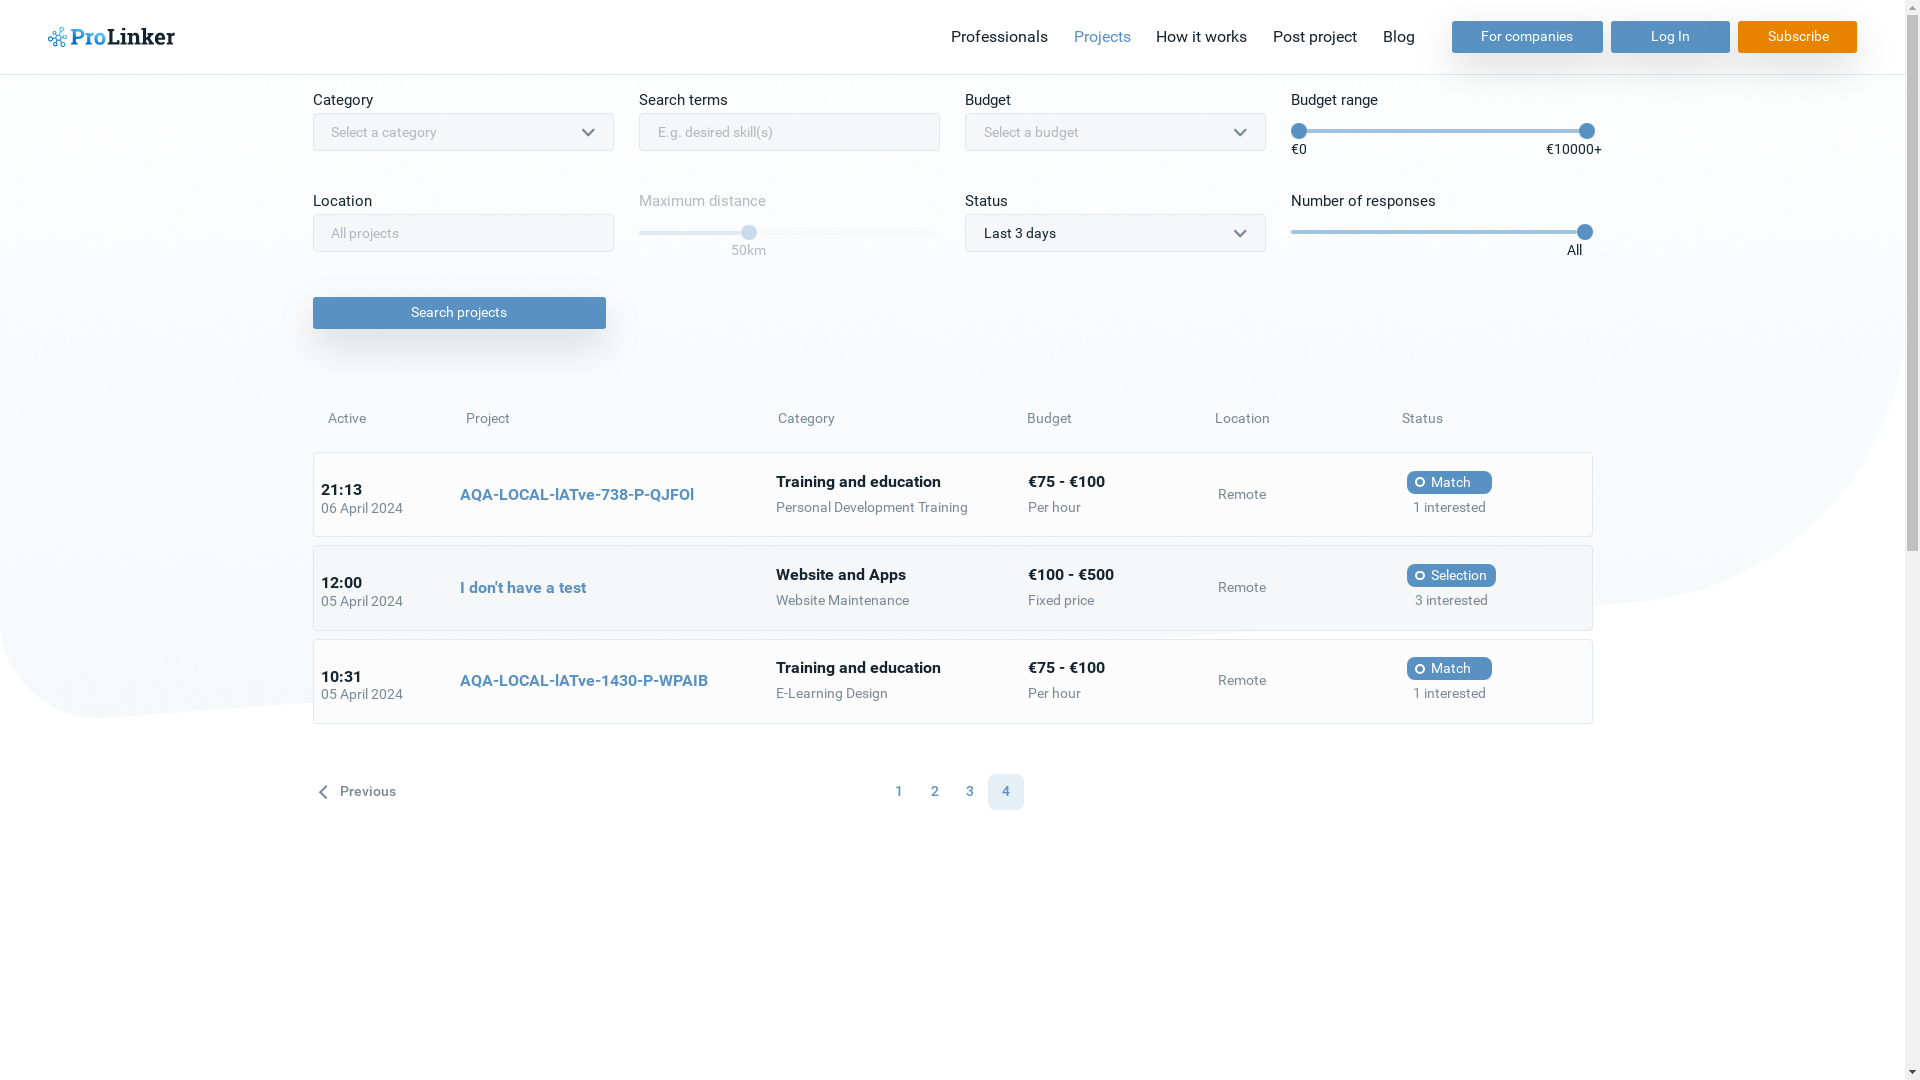 ProLinker
Professionals Projects How it works Post project Blog For companies Log In Subscribe
Category Search terms Budget Budget range
Select a category E.g. desired skill(s) Select a budget
€0 €10000+
Location Maximum distance Status Number of responses
All projects Last 3 days
50km All
Search projects
Active Project Category Budget Location Status
21:13
06 April 2024
AQA-LOCAL-lATve-738-P-QJFOl
Training and education
Personal Development Training
€75 - €100
Per hour
Remote
Match
1 interested
12:00
05 April 2024
I don't have a test
Website and Apps
Website Maintenance
€100 - €500
Fixed price
Remote
Selection
3 interested
10:31
05 April 2024
AQA-LOCAL-lATve-1430-P-WPAIB
Training and education
E-Learning Design
€75 - €100
Per hour
Remote
Match
1 interested
Previous 1 2 3 4